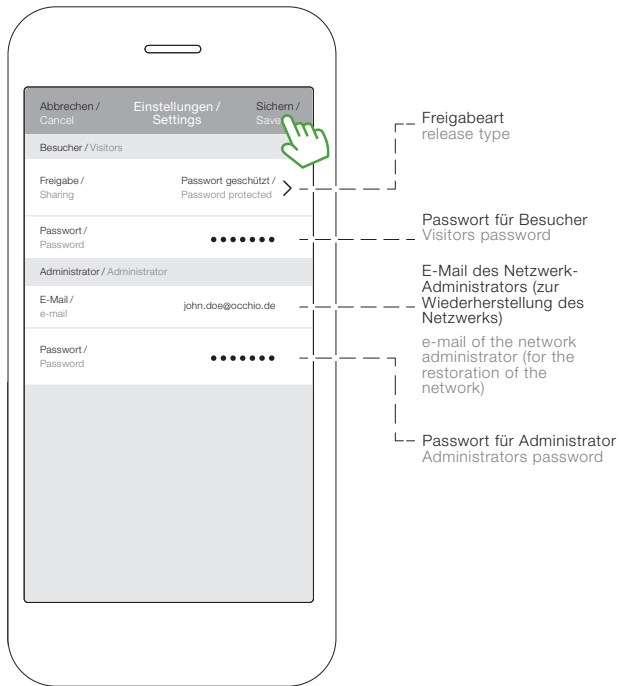 Abbrechen / Einstellungen / Sichern /
Cancel Settings Save
Besucher / Visitors
Freigabe / Passwort geschützt /
Sharing Password protected
Passwort /
Password
•••••••
Administrator / Administrator
E-Mail /
e-mail
john.doe@occhio.de
Passwort /
Password
•••••••
Freigabeart
release type
Passwort für Besucher
Visitors password
E-Mail des Netzwerk-
Administrators (zur
Wiederherstellung des
Netzwerks)
e-mail of the network
administrator (for the
restoration of the
network)
Passwort für Administrator
Administrators password